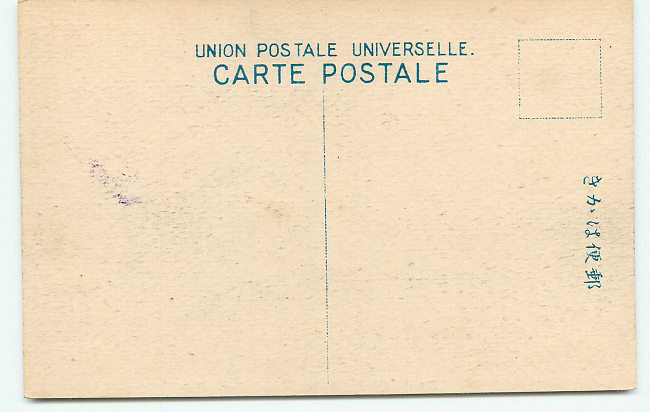 UNION POSTALE UNIVERSELLE.
CARTE POSTALE
郵便はかき